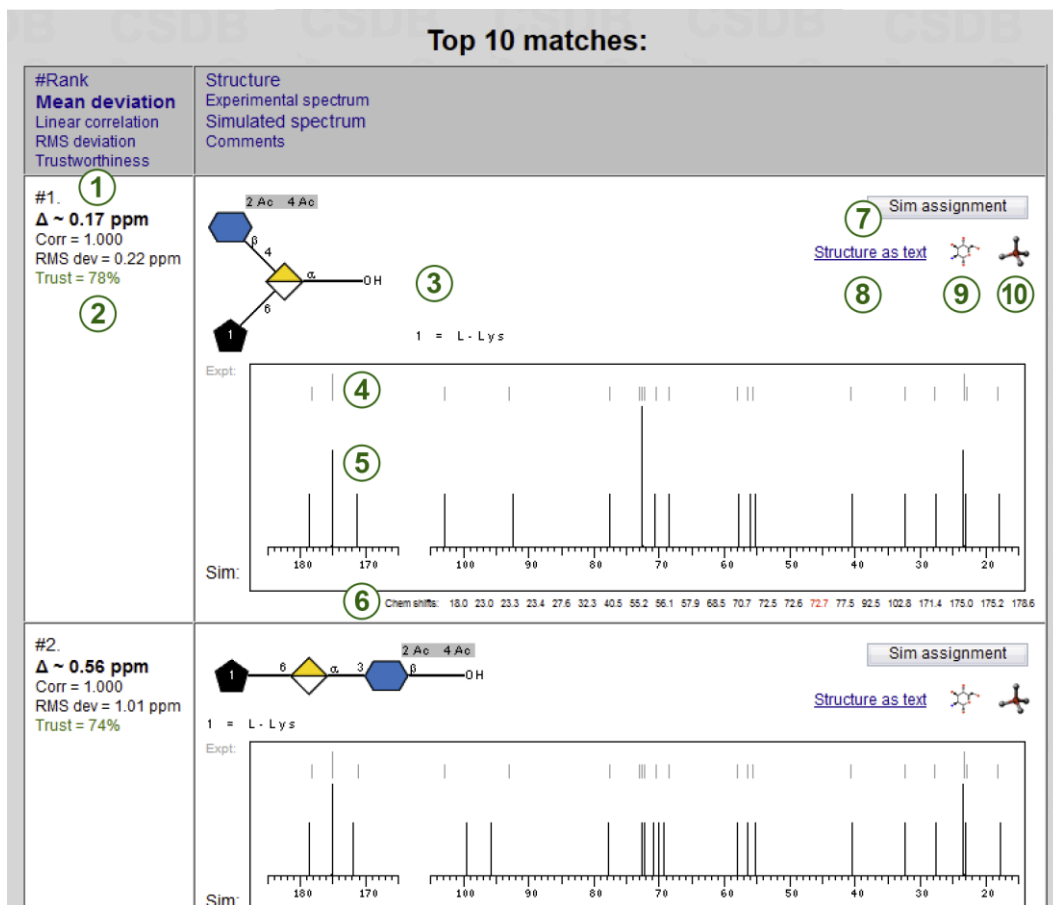 CSDB CSDB CSDB CSDB
Top 10 matches:
#Rank
Mean deviation
Linear correlation
RMS deviation
Trustworthiness
Structure
Experimental spectrum
Simulated spectrum
Comments
1
#1.
Δ ~ 0.17 ppm
Corr = 1.000
RMS dev = 0.22 ppm
Trust = 78%
2
2 Ac 4 Ac
β
4
α
OH
6
1
3
1 = L-Lys
7
Sim assignment
Structure as text
8 9 10
Expt:
4
5
180 170 100 90 80 70 60 50 40 30 20
Sim:
6
Chem shifts: 18.0 23.0 23.3 23.4 27.6 32.3 40.5 55.2 56.1 57.9 68.5 70.7 72.5 72.6 72.7 77.5 92.5 102.8 171.4 175.0 175.2 178.6
#2.
Δ ~ 0.56 ppm
Corr = 1.000
RMS dev = 1.01 ppm
Trust = 74%
2 Ac 4 Ac
1 6 α 3 β OH
1 = L-Lys
Sim assignment
Structure as text
Expt:
180 170 100 90 80 70 60 50 40 30 20
Sim: